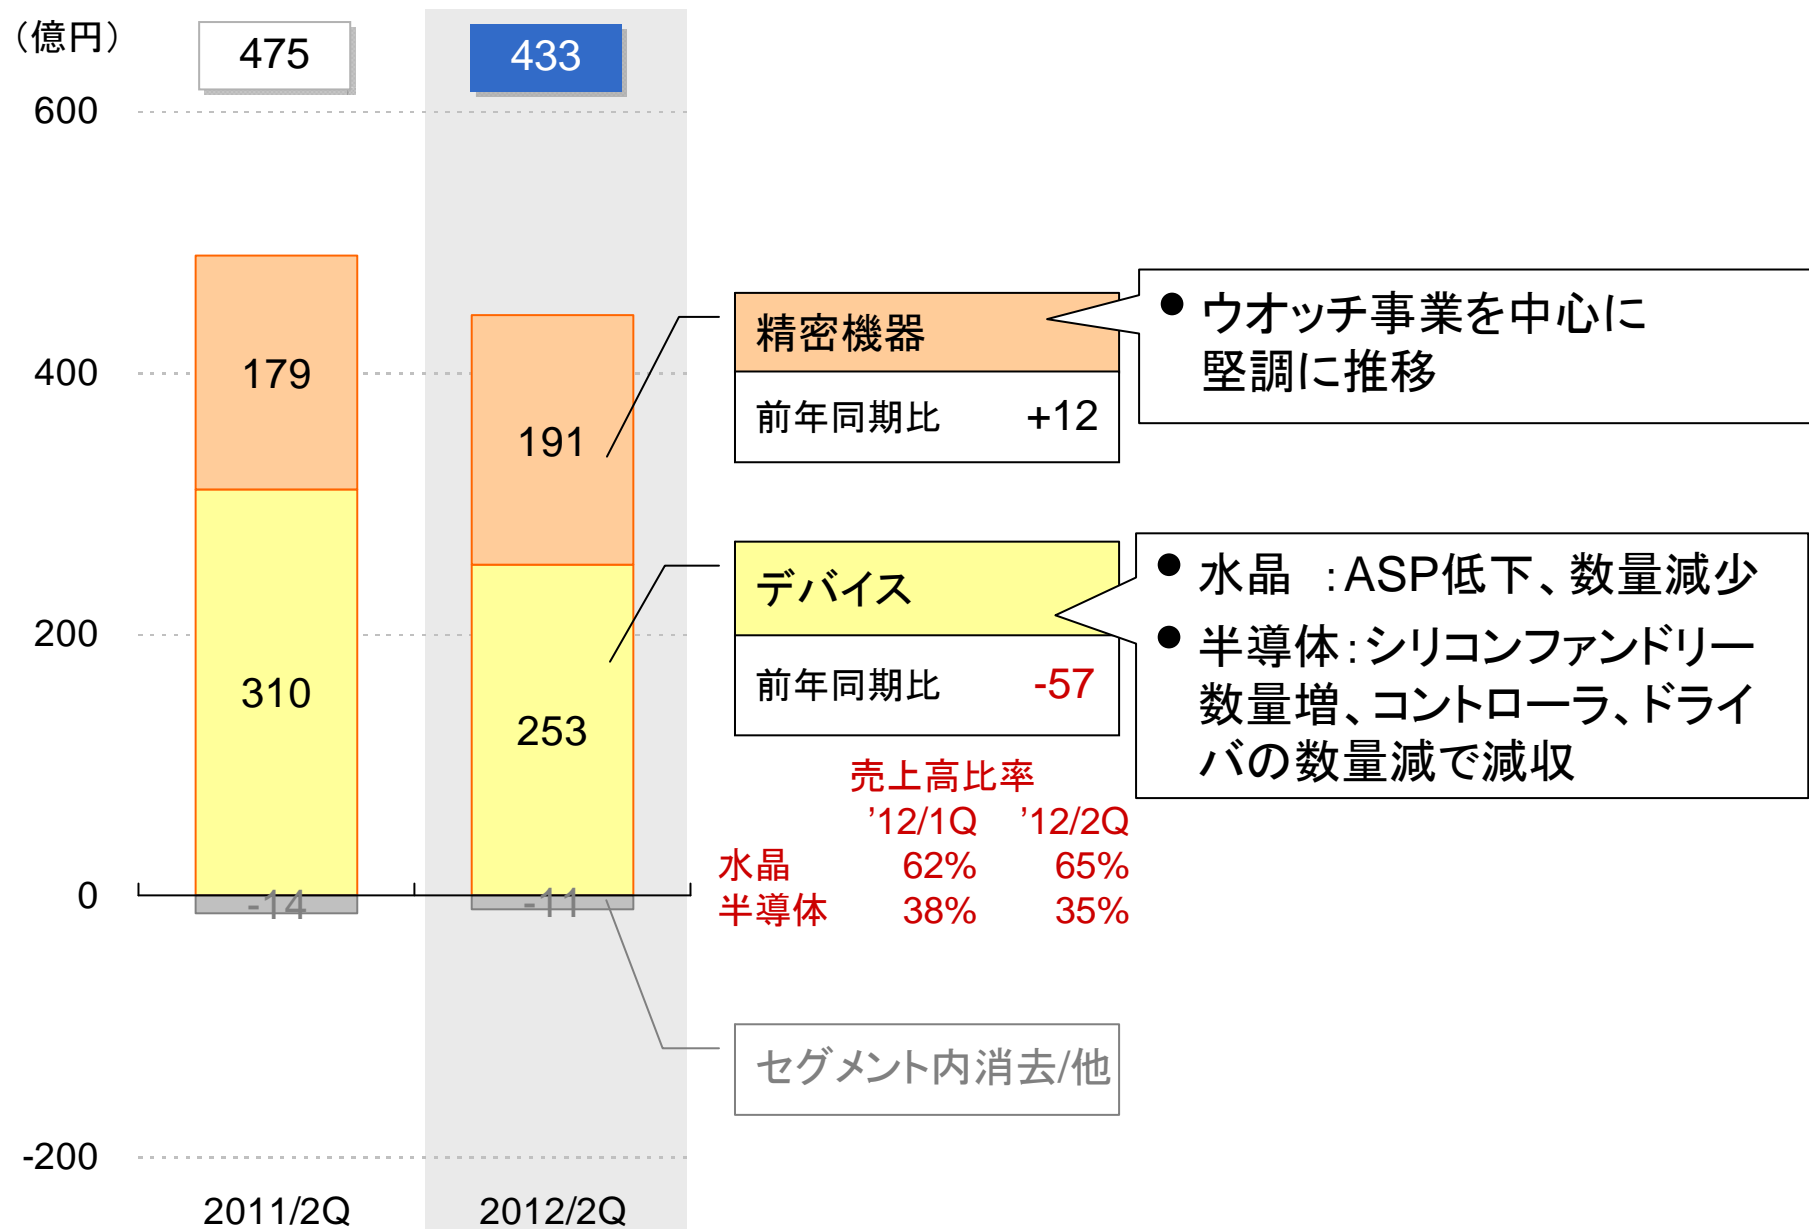 （億円）
475
433
600
400
200
0
-200
179
310
-14
191
253
-11
2011/2Q
2012/2Q
精密機器
前年同期比 +12
● ウオッチ事業を中心に
堅調に推移
デバイス
前年同期比 -57
● 水晶 ：ASP低下、数量減少
● 半導体：シリコンファンドリー
数量増、コントローラ、ドライ
バの数量減で減収
売上高比率
’12/1Q ’12/2Q
水晶 62% 65%
半導体 38% 35%
セグメント内消去/他